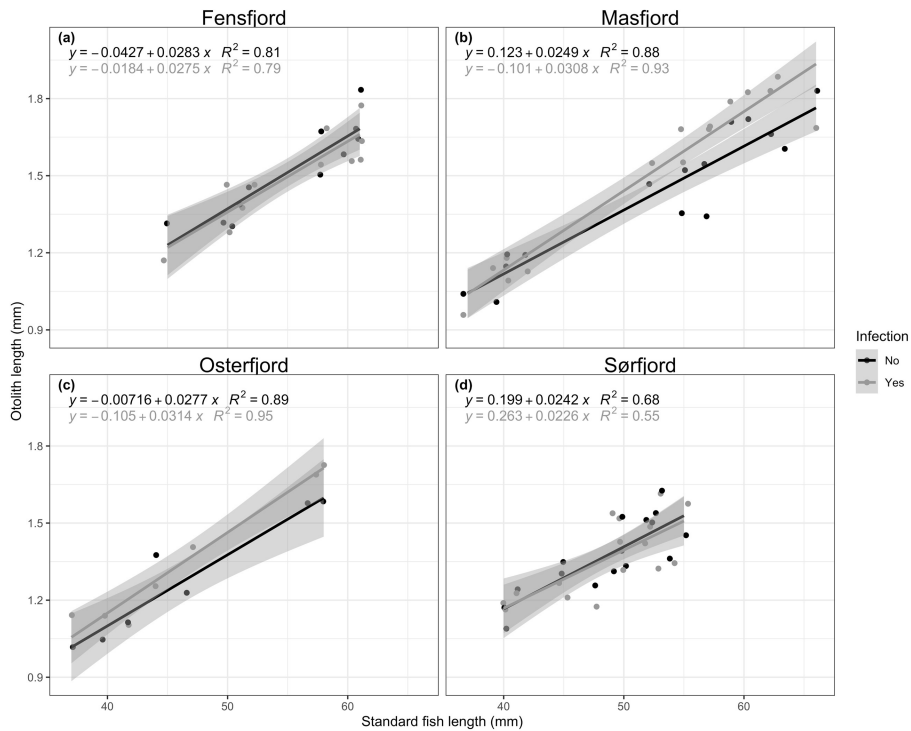 Fensfjord
Masfjord
(a)
y = −0.0427 + 0.0283 x R² = 0.81
y = −0.0184 + 0.0275 x R² = 0.79
(b)
y = 0.123 + 0.0249 x R² = 0.88
y = −0.101 + 0.0308 x R² = 0.93
1.8
1.5
1.2
0.9
Osterfjord
Sørfjord
(c)
y = −0.00716 + 0.0277 x R² = 0.89
y = −0.105 + 0.0314 x R² = 0.95
(d)
y = 0.199 + 0.0242 x R² = 0.68
y = 0.263 + 0.0226 x R² = 0.55
1.8
1.5
1.2
0.9
40 50 60
40 50 60
Otolith length (mm)
Standard fish length (mm)
Infection
No
Yes